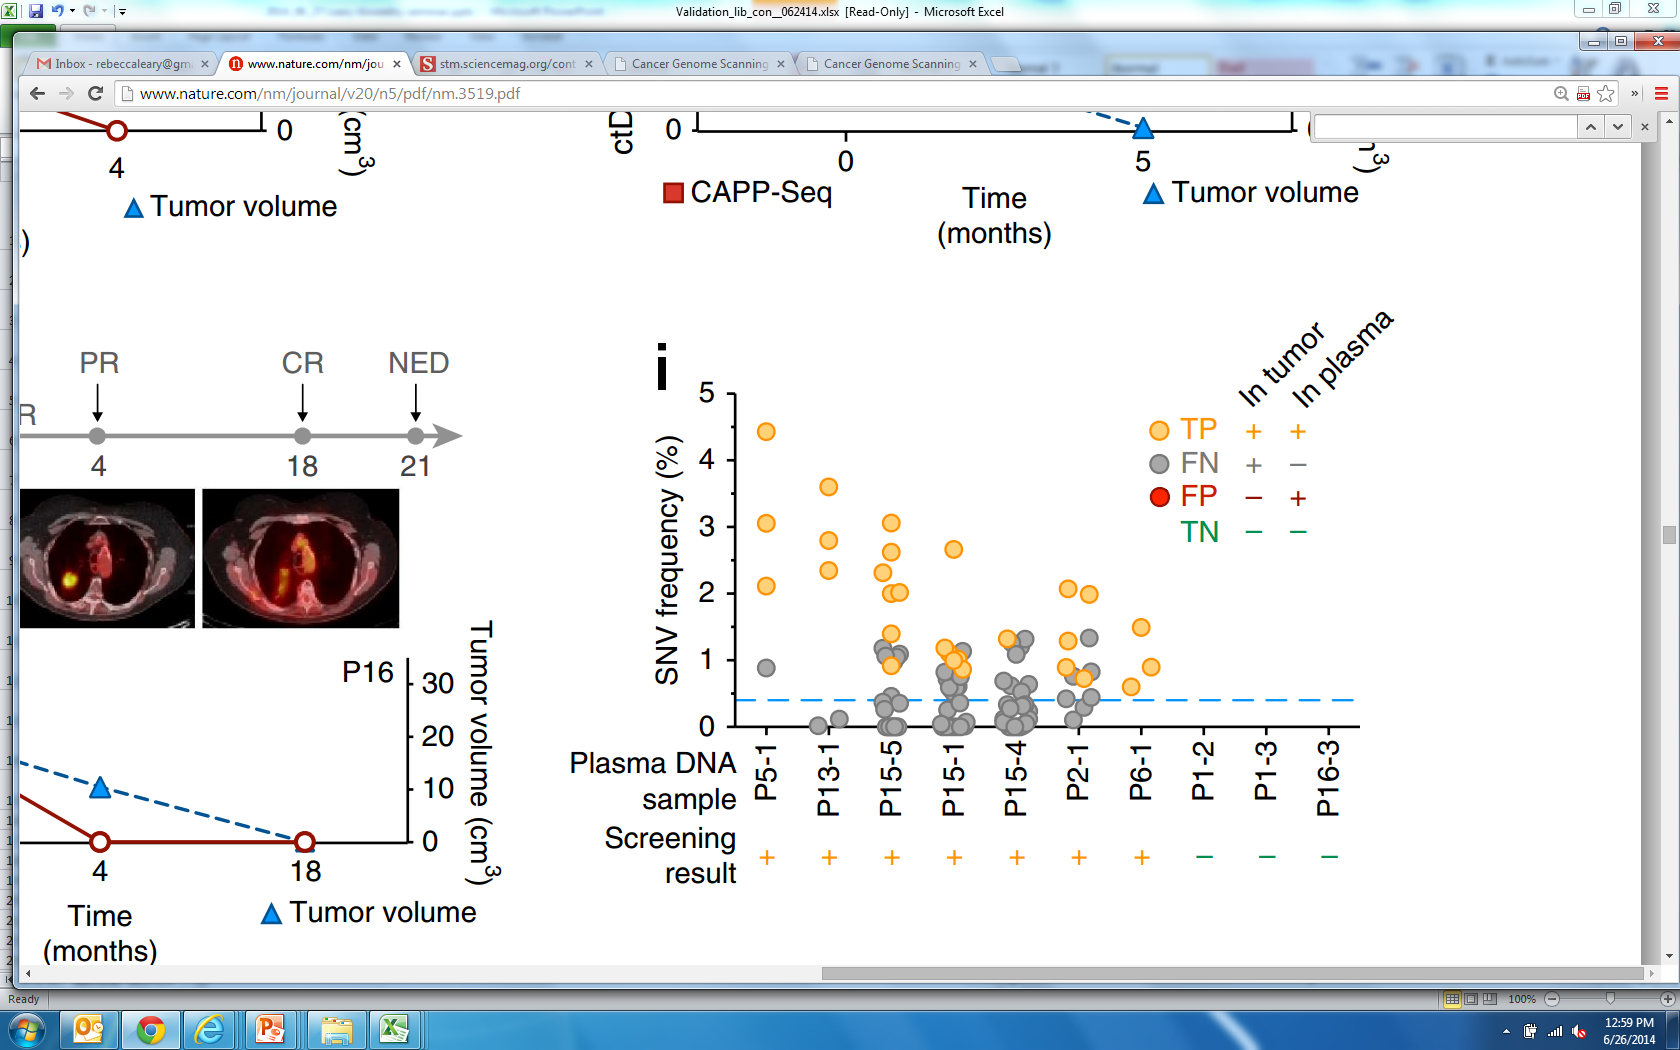 Validation_lib_con__062414.xlsx [Read-Only] - Microsoft Excel
Inbox - rebeccaleary@gm
www.nature.com/nm/jou
stm.sciencemag.org/cont
Cancer Genome Scanning
Cancer Genome Scanning
www.nature.com/nm/journal/v20/n5/pdf/nm.3519.pdf
0
4
(cm3)
Tumor volume
)
ctD
0
0
5
CAPP-Seq
Time
(months)
Tumor volume
PR
CR
NED
R
4
18
21
P16
30
20
10
0
Tumor volume (cm3)
4
18
Time
(months)
Tumor volume
i
SNV frequency (%)
5
4
3
2
1
0
In tumor
In plasma
TP + +
FN + −
FP − +
TN − −
Plasma DNA
sample
P5-1
P13-1
P15-5
P15-1
P15-4
P2-1
P6-1
P1-2
P1-3
P16-3
Screening
result
+ + + + + + + − − −
Ready
100%
12:59 PM
6/26/2014